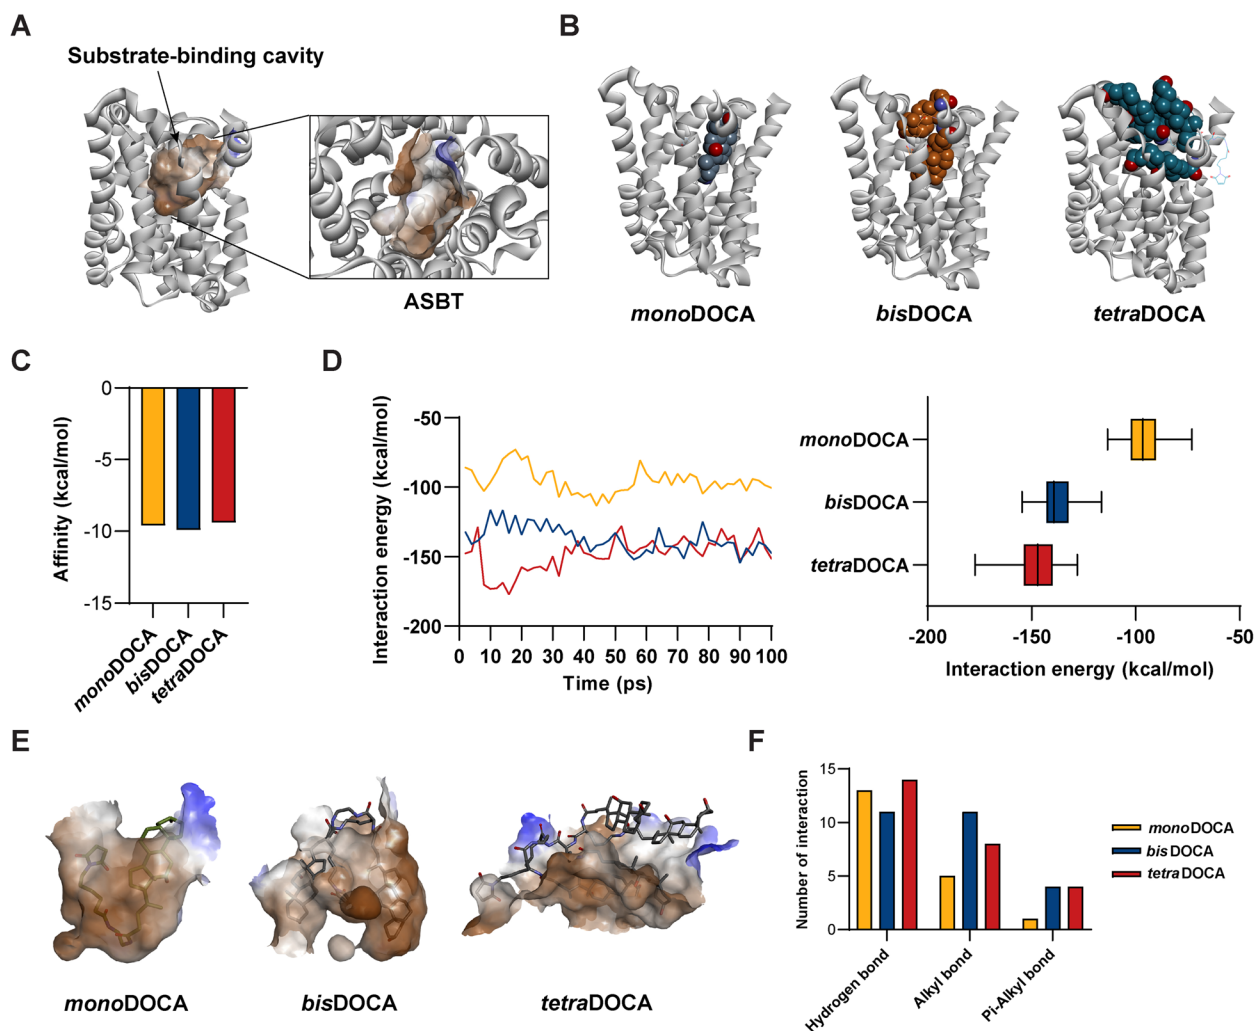 A
Substrate-binding cavity
ASBT
B
monoDOCA
bisDOCA
tetraDOCA
C
Affinity (kcal/mol)
0
-5
-10
-15
monoDOCA
bisDOCA
tetraDOCA
D
Interaction energy (kcal/mol)
-50
-100
-150
-200
0 10 20 30 40 50 60 70 80 90 100
Time (ps)
monoDOCA
bisDOCA
tetraDOCA
-200 -150 -100 -50
Interaction energy (kcal/mol)
E
monoDOCA
bisDOCA
tetraDOCA
F
Number of interaction
15
10
5
0
Hydrogen bond
Alkyl bond
Pi-Alkyl bond
monoDOCA
bisDOCA
tetraDOCA